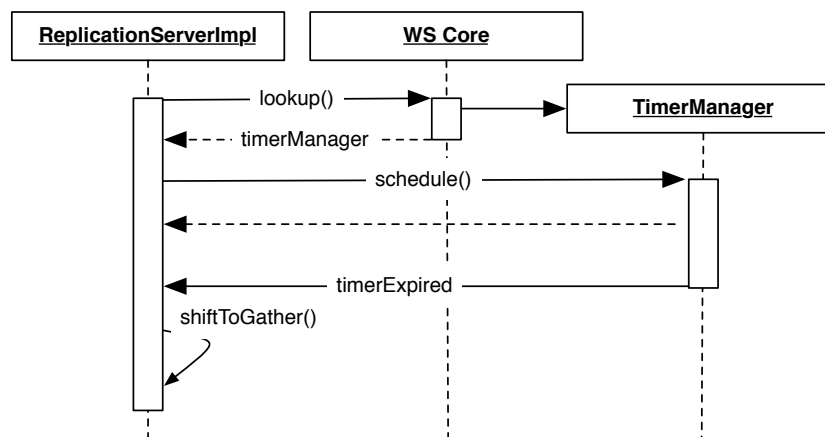 ReplicationServerImpl
WS Core
lookup()
TimerManager
timerManager
schedule()
timerExpired
shiftToGather()